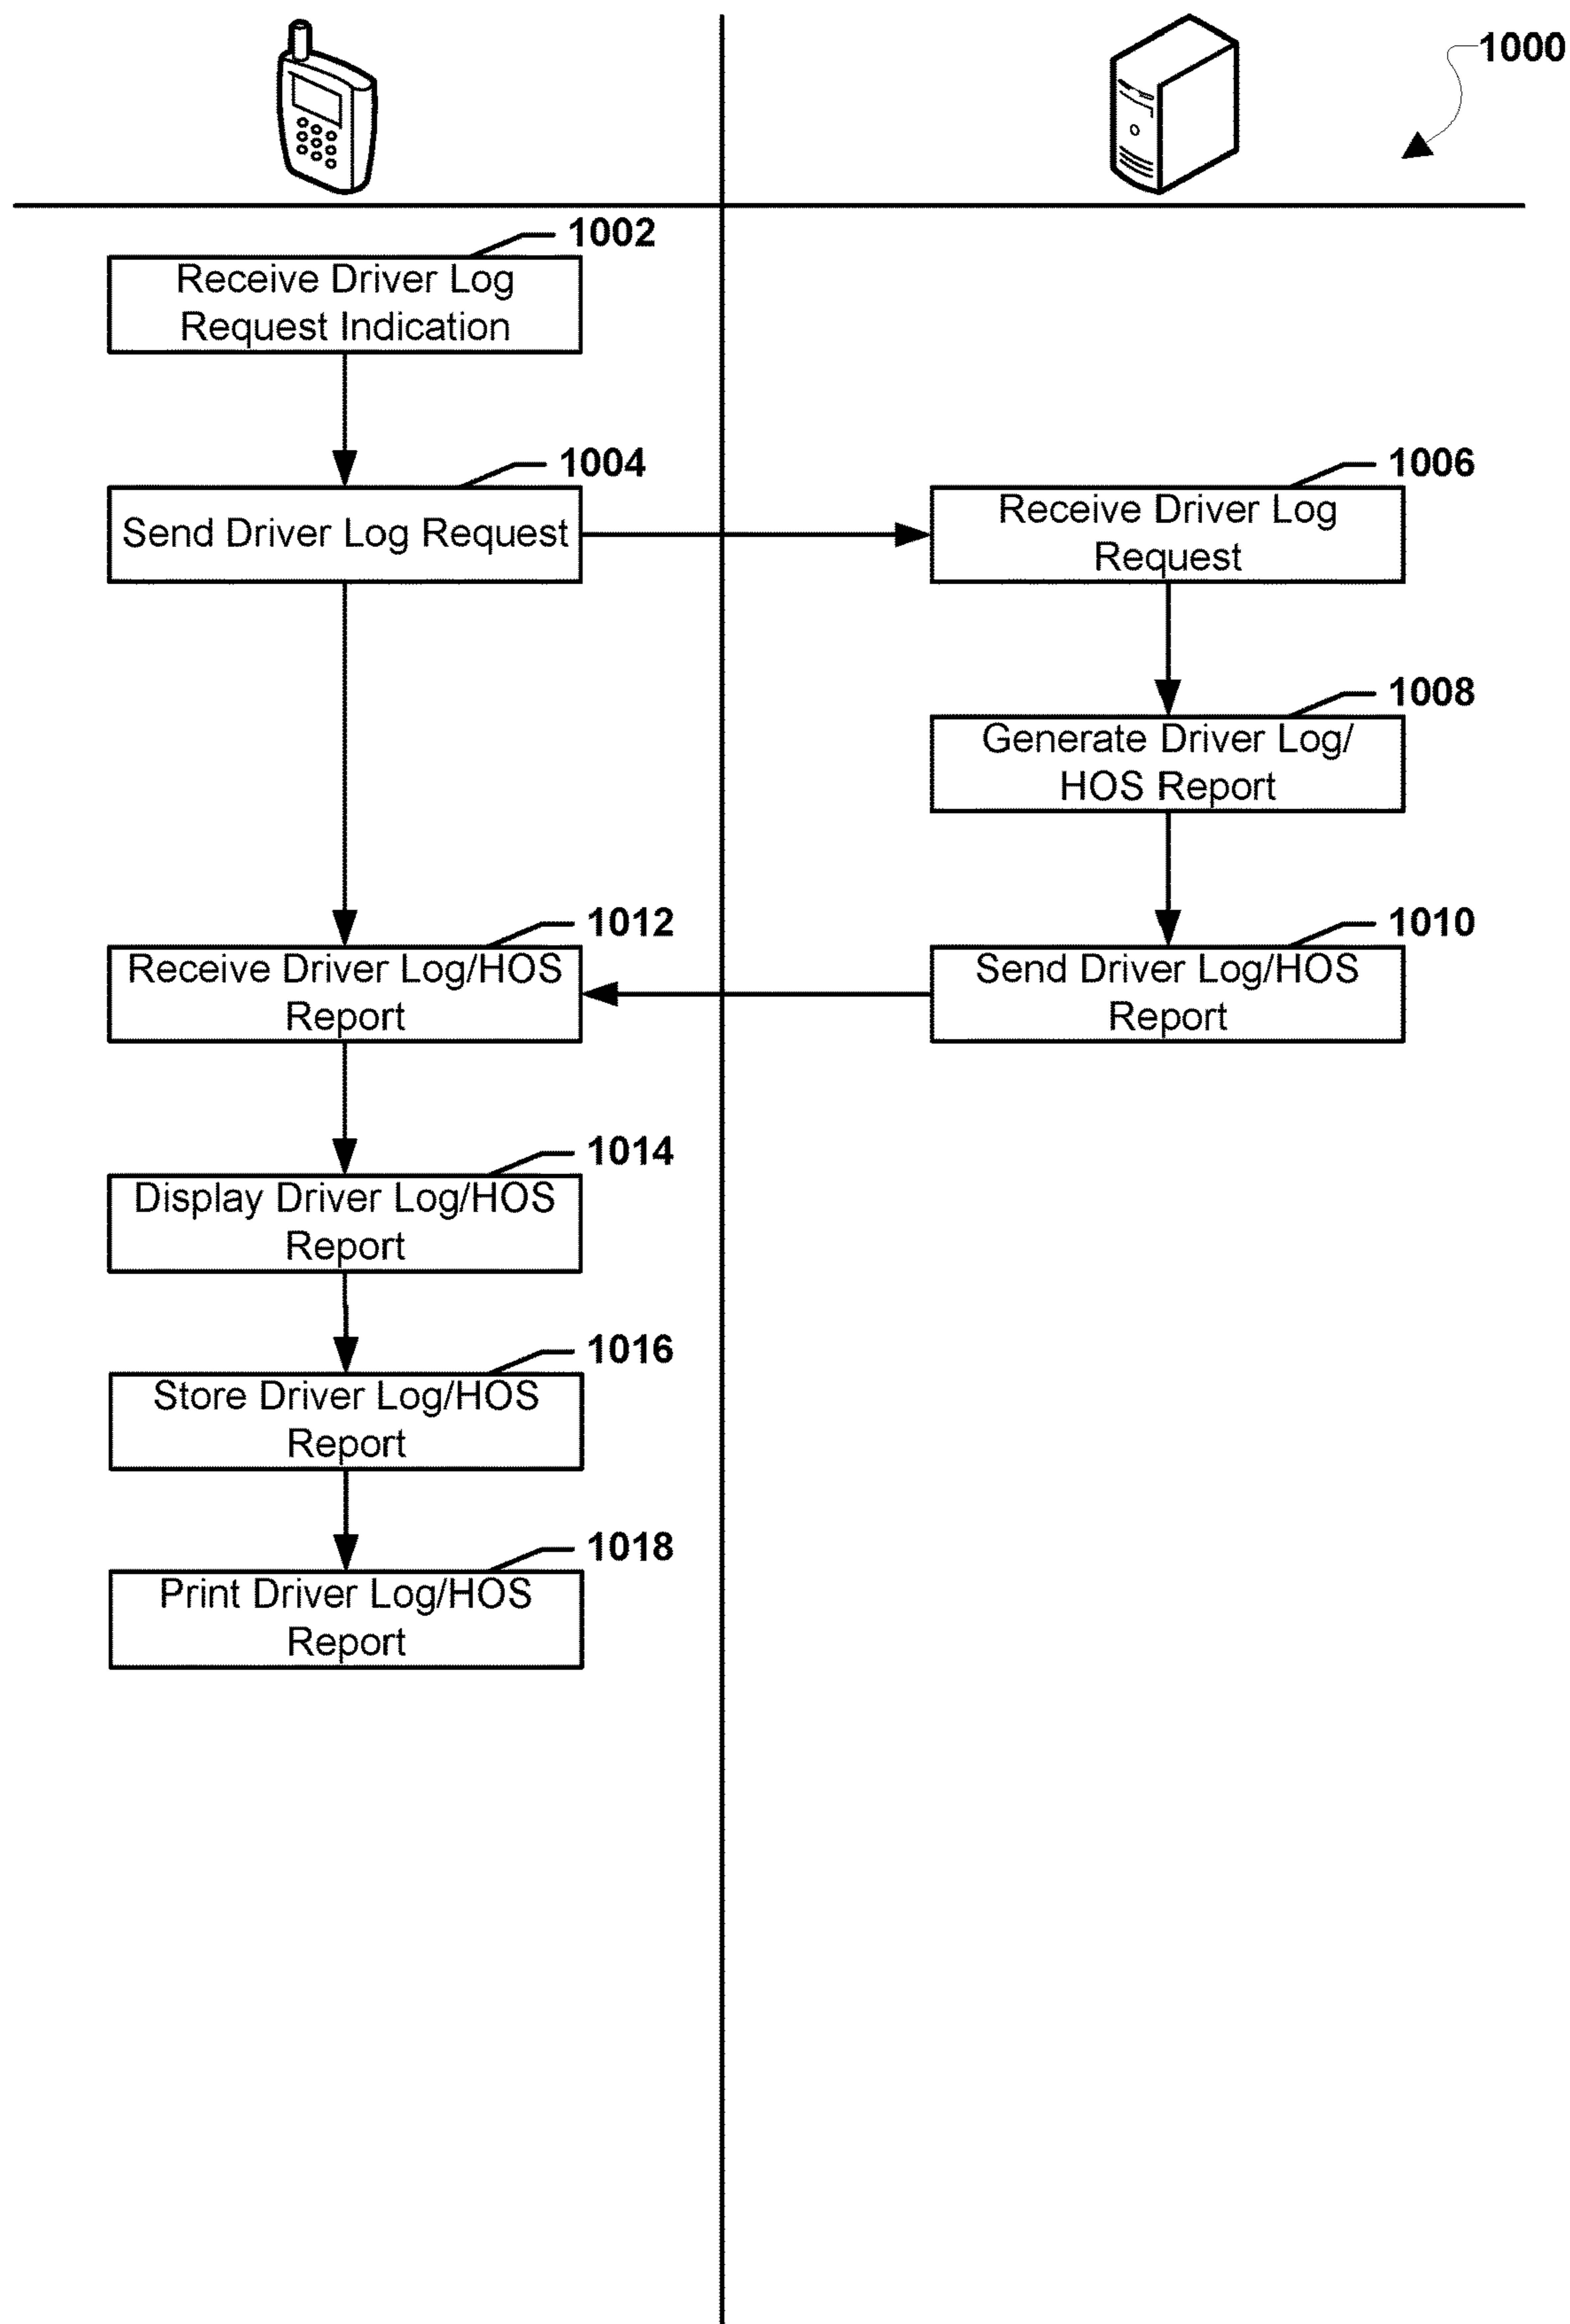 1000
1002
Receive Driver Log
Request Indication
1004
Send Driver Log Request
1006
Receive Driver Log
Request
1008
Generate Driver Log/
HOS Report
1012
Receive Driver Log/HOS
Report
1010
Send Driver Log/HOS
Report
1014
Display Driver Log/HOS
Report
1016
Store Driver Log/HOS
Report
1018
Print Driver Log/HOS
Report